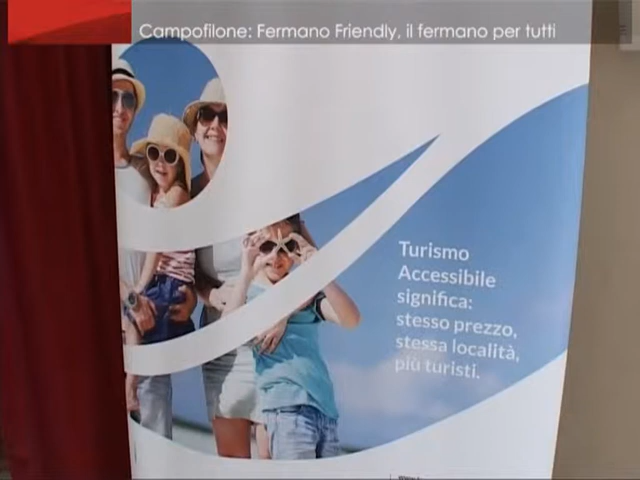 Campofilone: Fermano Friendly, il fermano per tutti
Turismo
Accessibile
significa:
stesso prezzo,
stessa località,
più turisti.